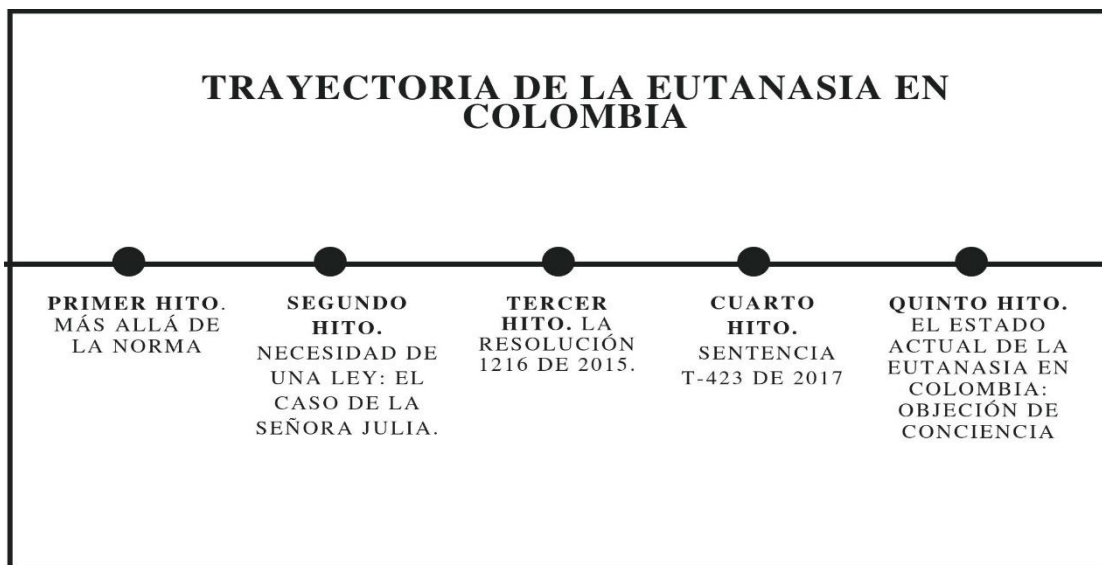 TRAYECTORIA DE LA EUTANASIA EN
COLOMBIA
PRIMER HITO.
MÁS ALLÁ DE
LA NORMA
SEGUNDO
HITO.
NECESIDAD DE
UNA LEY: EL
CASO DE LA
SEÑORA JULIA.
TERCER
HITO. LA
RESOLUCIÓN
1216 DE 2015.
CUARTO
HITO.
SENTENCIA
T-423 DE 2017
QUINTO HITO.
EL ESTADO
ACTUAL DE LA
EUTANASIA EN
COLOMBIA:
OBJECIÓN DE
CONCIENCIA